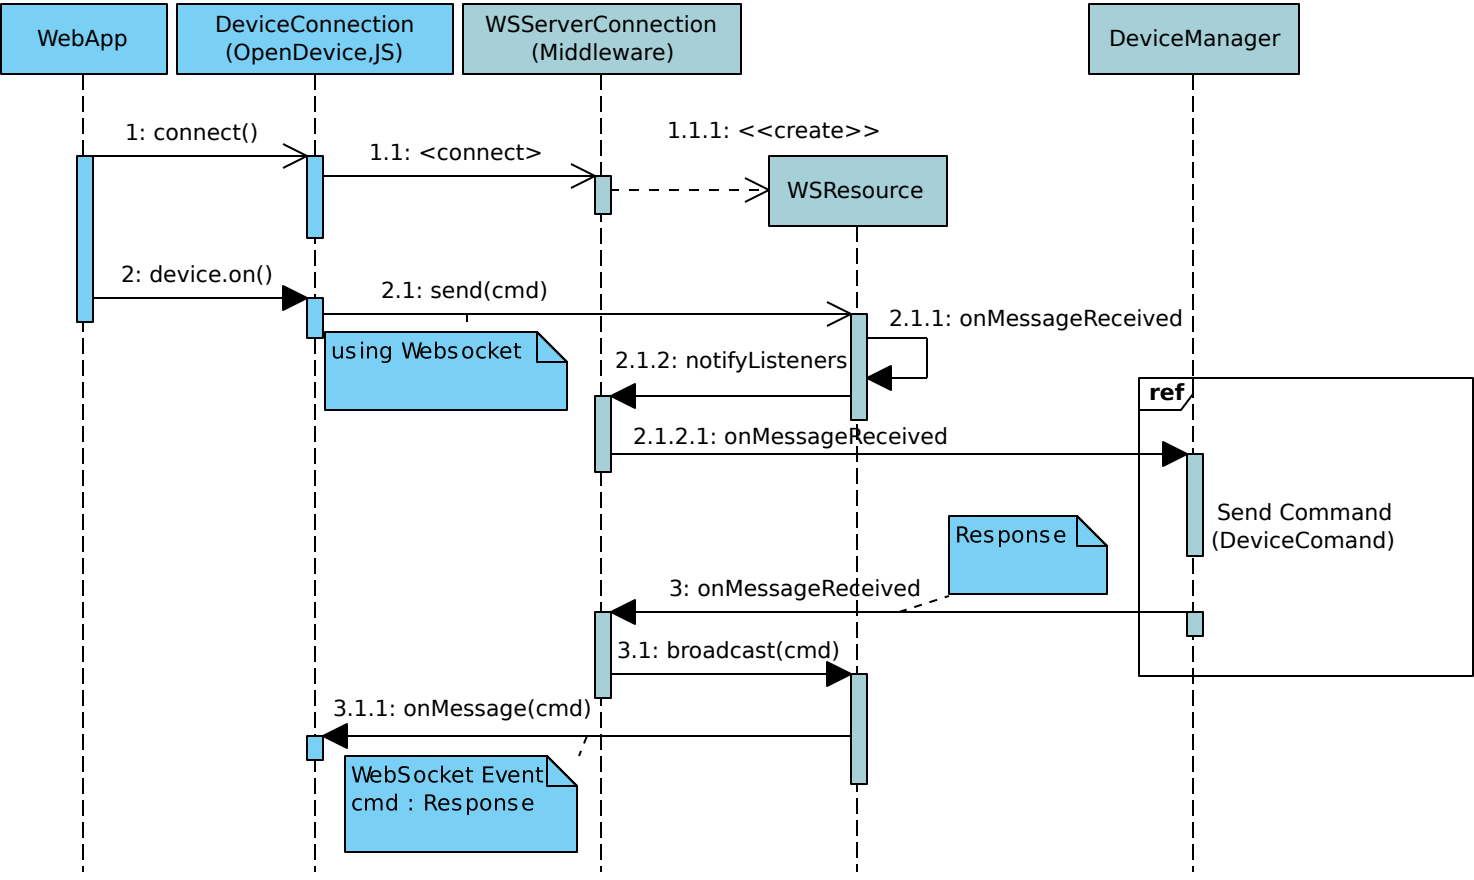 WebApp
DeviceConnection
(OpenDevice,JS)
WSServerConnection
(Middleware)
DeviceManager
1: connect()
1.1: <connect>
1.1.1: <<create>>
WSResource
2: device.on()
2.1: send(cmd)
using Websocket
2.1.1: onMessageReceived
2.1.2: notifyListeners
ref
2.1.2.1: onMessageReceived
Send Command
(DeviceComand)
Response
3: onMessageReceived
3.1: broadcast(cmd)
3.1.1: onMessage(cmd)
WebSocket Event
cmd : Response